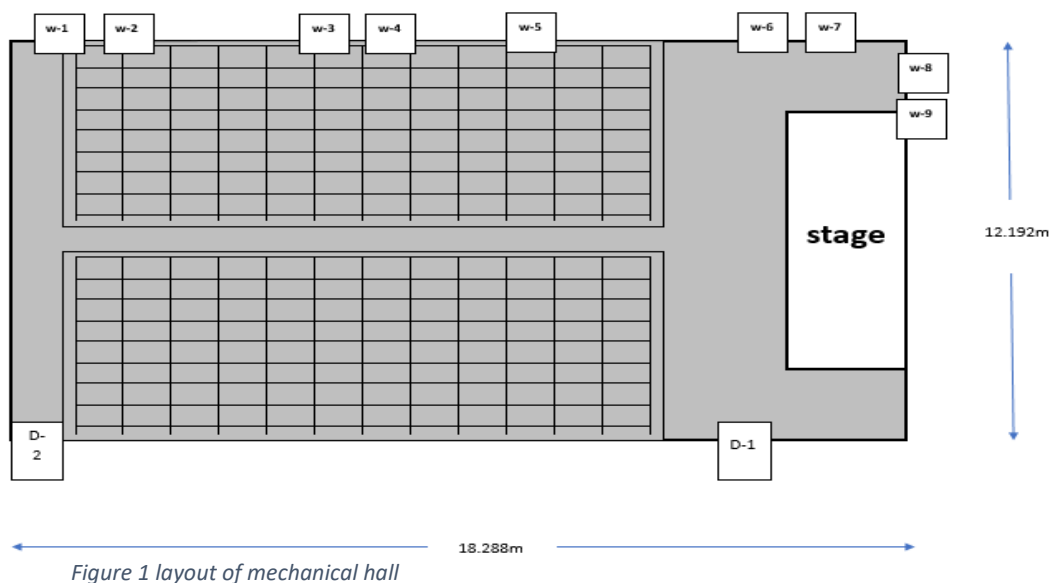 w-1
w-2
w-3
w-4
w-5
w-6
w-7
w-8
w-9
stage
12.192m
D-
2
D-1
18.288m
Figure 1 layout of mechanical hall